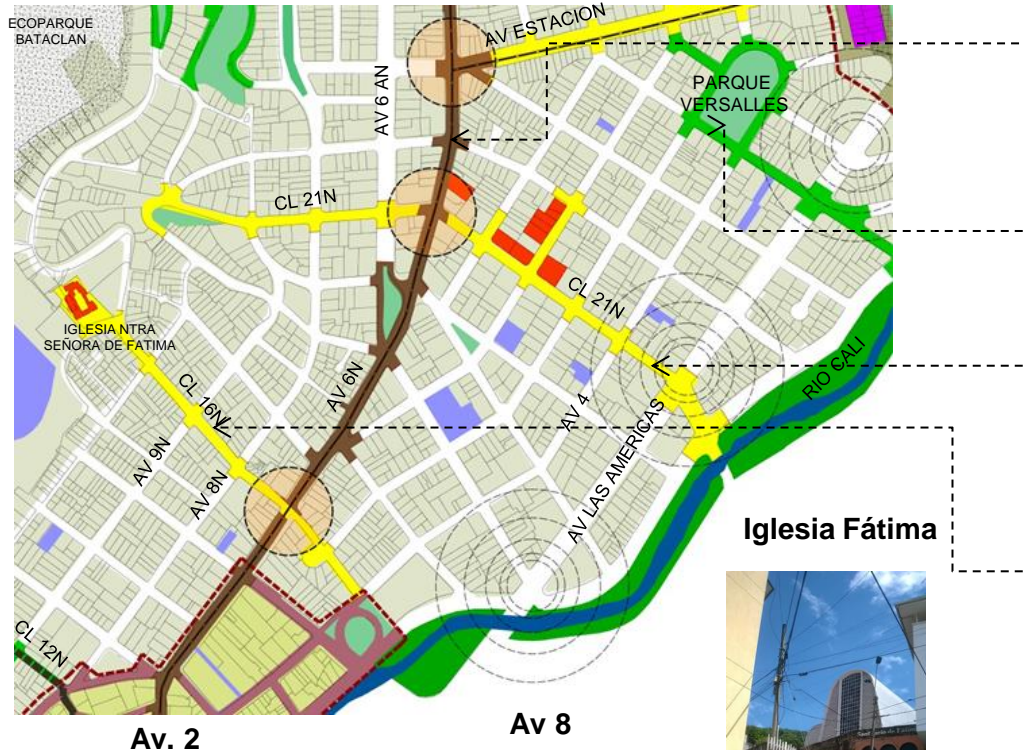 ECOPARQUE
BATACLAN
AV ESTACION
AV 6 AN
PARQUE
VERSALLES
CL 21N
IGLESIA NTRA
SEÑORA DE FATIMA
CL 21N
RIO CALI
CL 16N
AV 6N
AV 4
AV 9N
AV 8N
AV LAS AMERICAS
Iglesia Fátima
CL 12N
Av. 2
Av 8